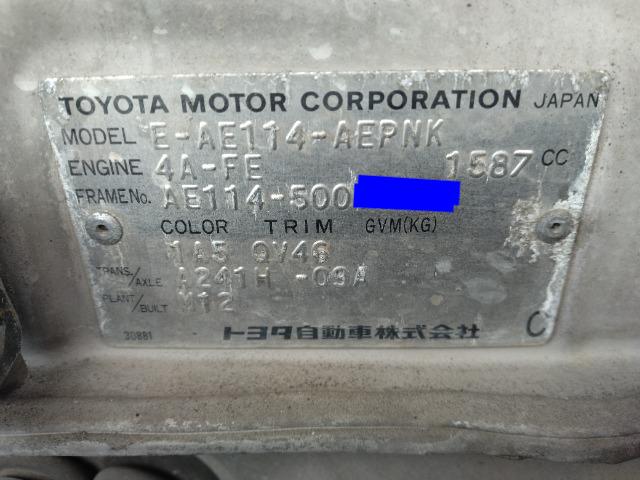 TOYOTA MOTOR CORPORATION JAPAN
MODEL E-AE114-AEPNK
ENGINE 4A-FE 1587 CC
FRAME No. AE114-500
COLOR TRIM GVM(KG)
1A5
TRANS./AXLE A241H -09A
PLANT/BUILT M12
30881 トヨタ自動車株式会社 C